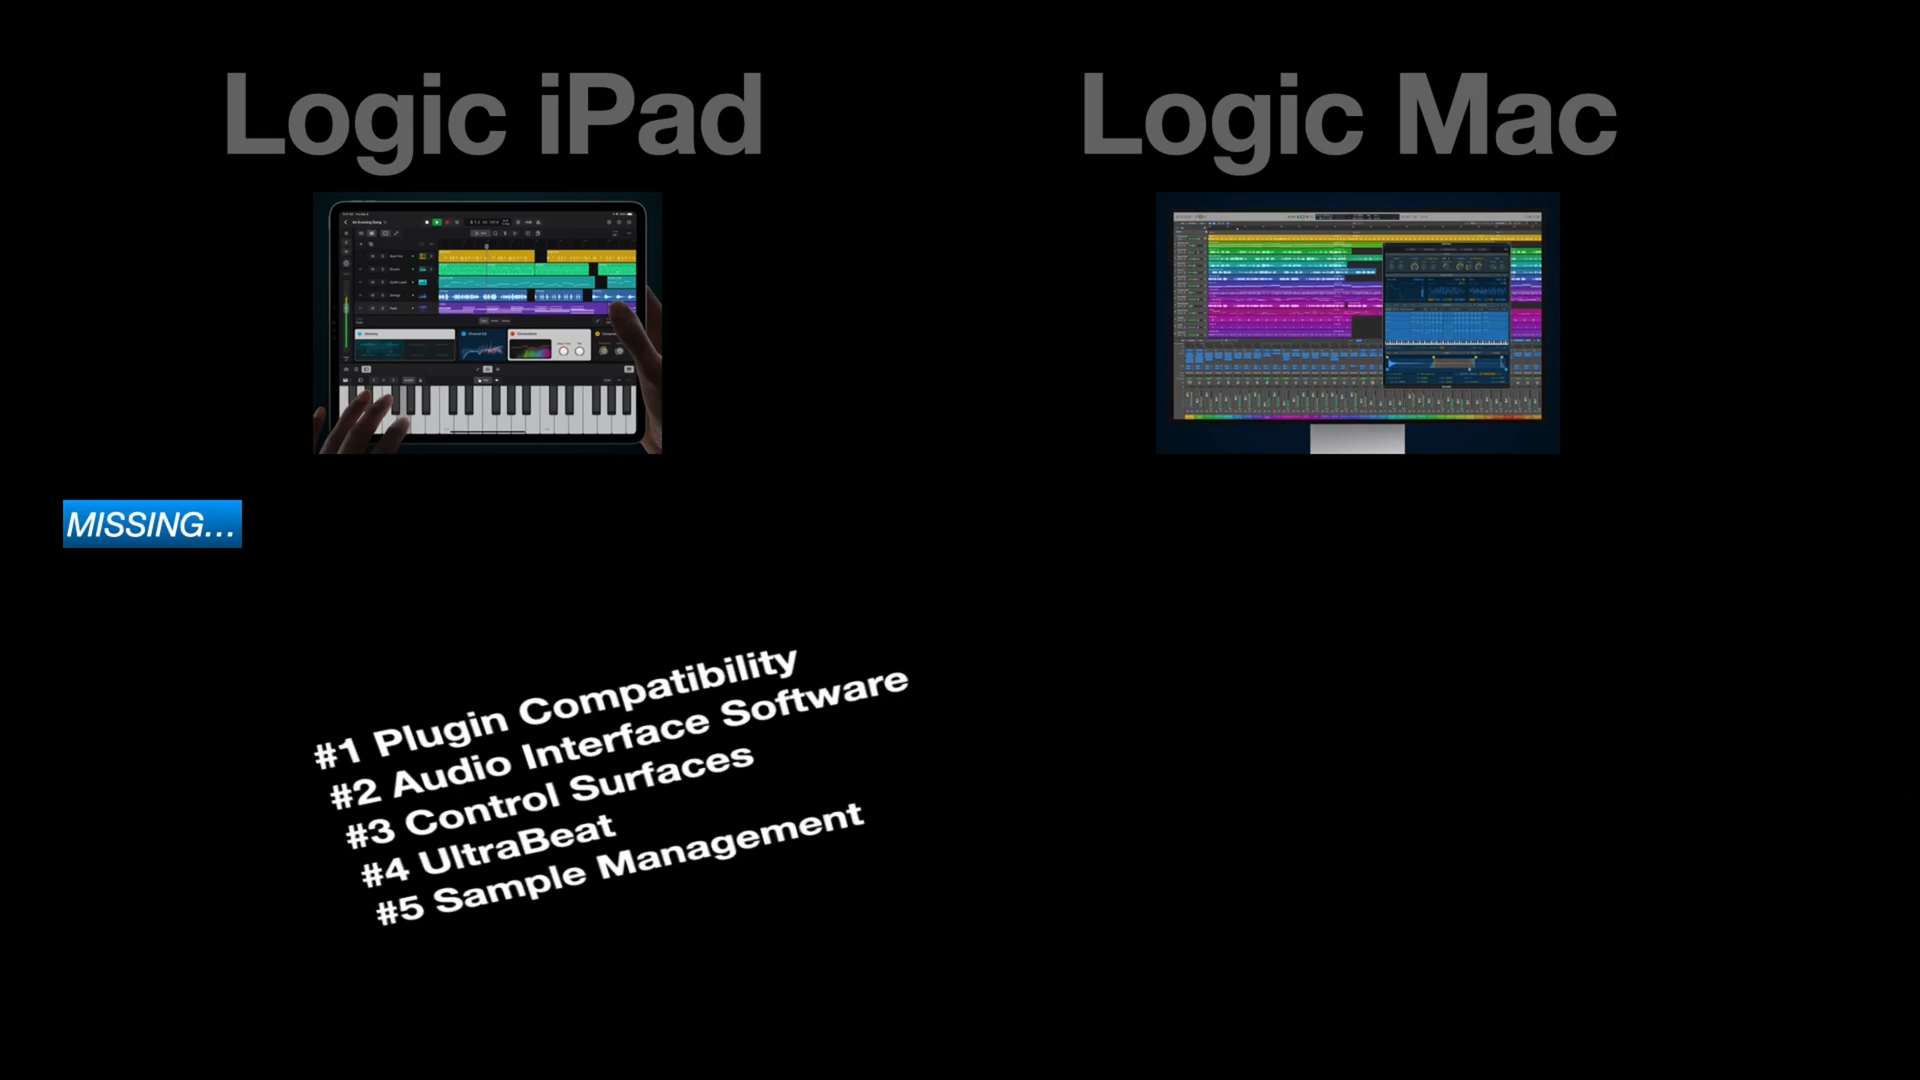 Logic iPad
Logic Mac
MISSING...
#1 Plugin Compatibility
#2 Audio Interface Software
#3 Control Surfaces
#4 UltraBeat
#5 Sample Management